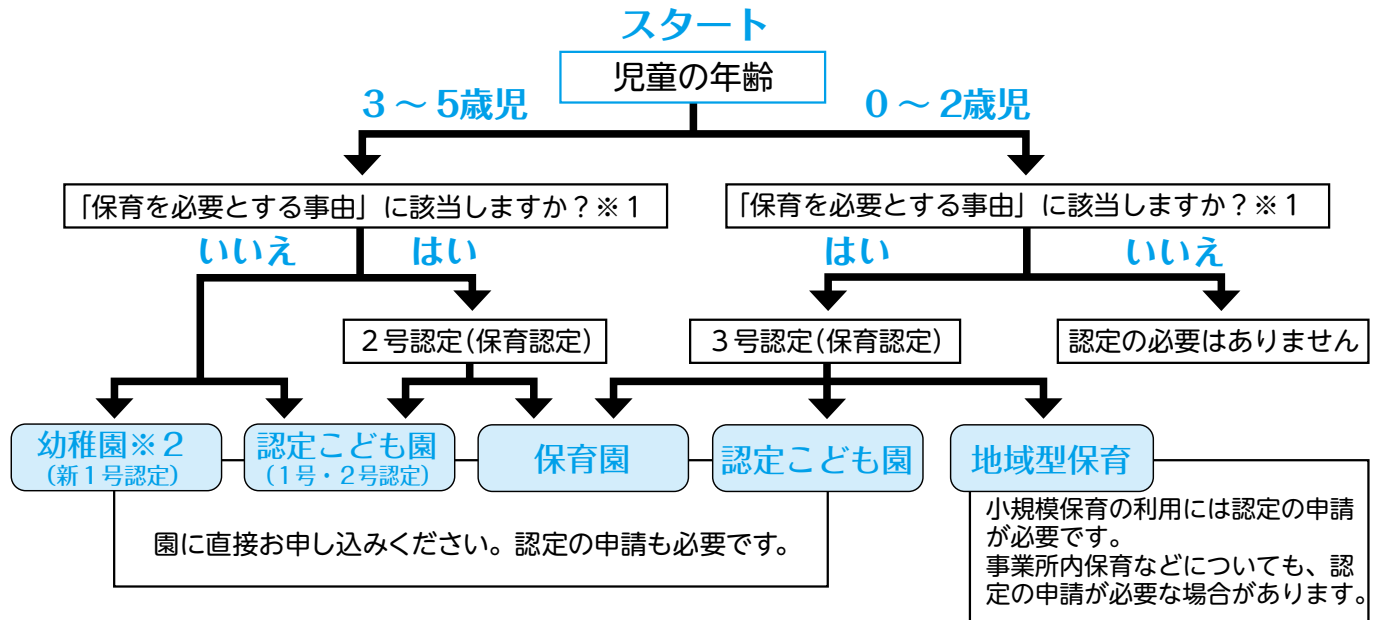 スタート
児童の年齢
3～5歳児
0～2歳児
「保育を必要とする事由」に該当しますか？※1
「保育を必要とする事由」に該当しますか？※1
いいえ
はい
はい
いいえ
2号認定(保育認定)
3号認定(保育認定)
認定の必要はありません
幼稚園※2
(新1号認定)
認定こども園
(1号・2号認定)
保育園
認定こども園
地域型保育
園に直接お申し込みください。認定の申請も必要です。
小規模保育の利用には認定の申請
が必要です。
事業所内保育などについても、認
定の申請が必要な場合があります。